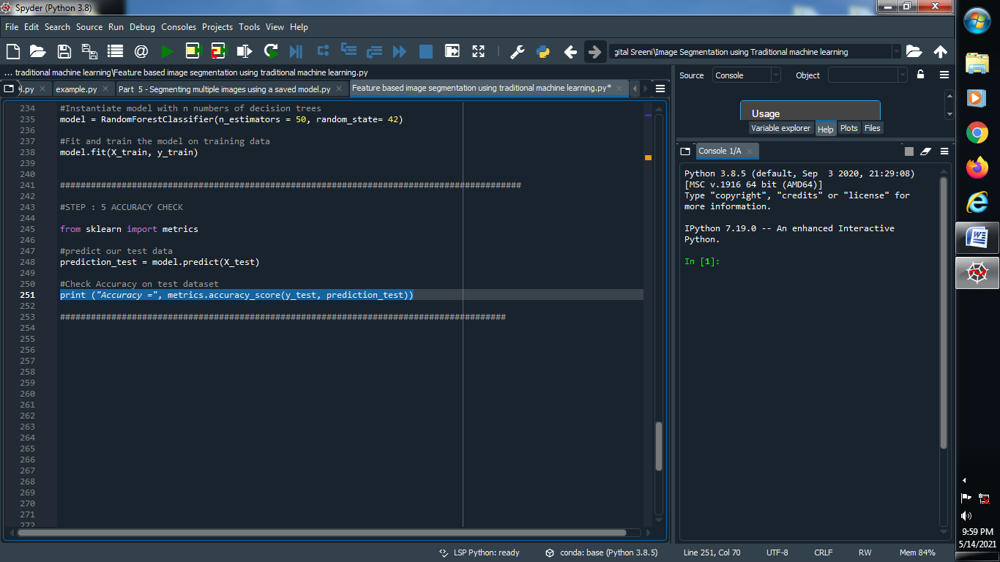 Spyder (Python 3.8)
File Edit Search Source Run Debug Consoles Projects Tools View Help
gital Sreeni\Image Segmentation using Traditional machine learning
... traditional machine learning\Feature based image segmentation using traditional machine learning.py
el.py
example.py
Part 5 - Segmenting multiple images using a saved model.py
Feature based image segmentation using traditional machine learning.py*
234 #Instantiate model with n numbers of decision trees
235 model = RandomForestClassifier(n_estimators = 50, random_state= 42)
236
237 #Fit and train the model on training data
238 model.fit(X_train, y_train)
239
240
241 ##########################################################################################
242
243 #STEP : 5 ACCURACY CHECK
244
245 from sklearn import metrics
246
247 #predict our test data
248 prediction_test = model.predict(X_test)
249
250 #Check Accuracy on test dataset
251 print ("Accuracy =", metrics.accuracy_score(y_test, prediction_test))
252
253 #######################################################################################
254
255
256
257
258
259
260
261
262
263
264
265
266
267
268
269
270
271
272
Source Console Object
Usage
Variable explorer Help Plots Files
Console 1/A
Python 3.8.5 (default, Sep  3 2020, 21:29:08)
[MSC v.1916 64 bit (AMD64)]
Type "copyright", "credits" or "license" for
more information.
IPython 7.19.0 -- An enhanced Interactive
Python.
In [1]:
LSP Python: ready conda: base (Python 3.8.5) Line 251, Col 70 UTF-8 CRLF RW Mem 84%
9:59 PM
5/14/2021